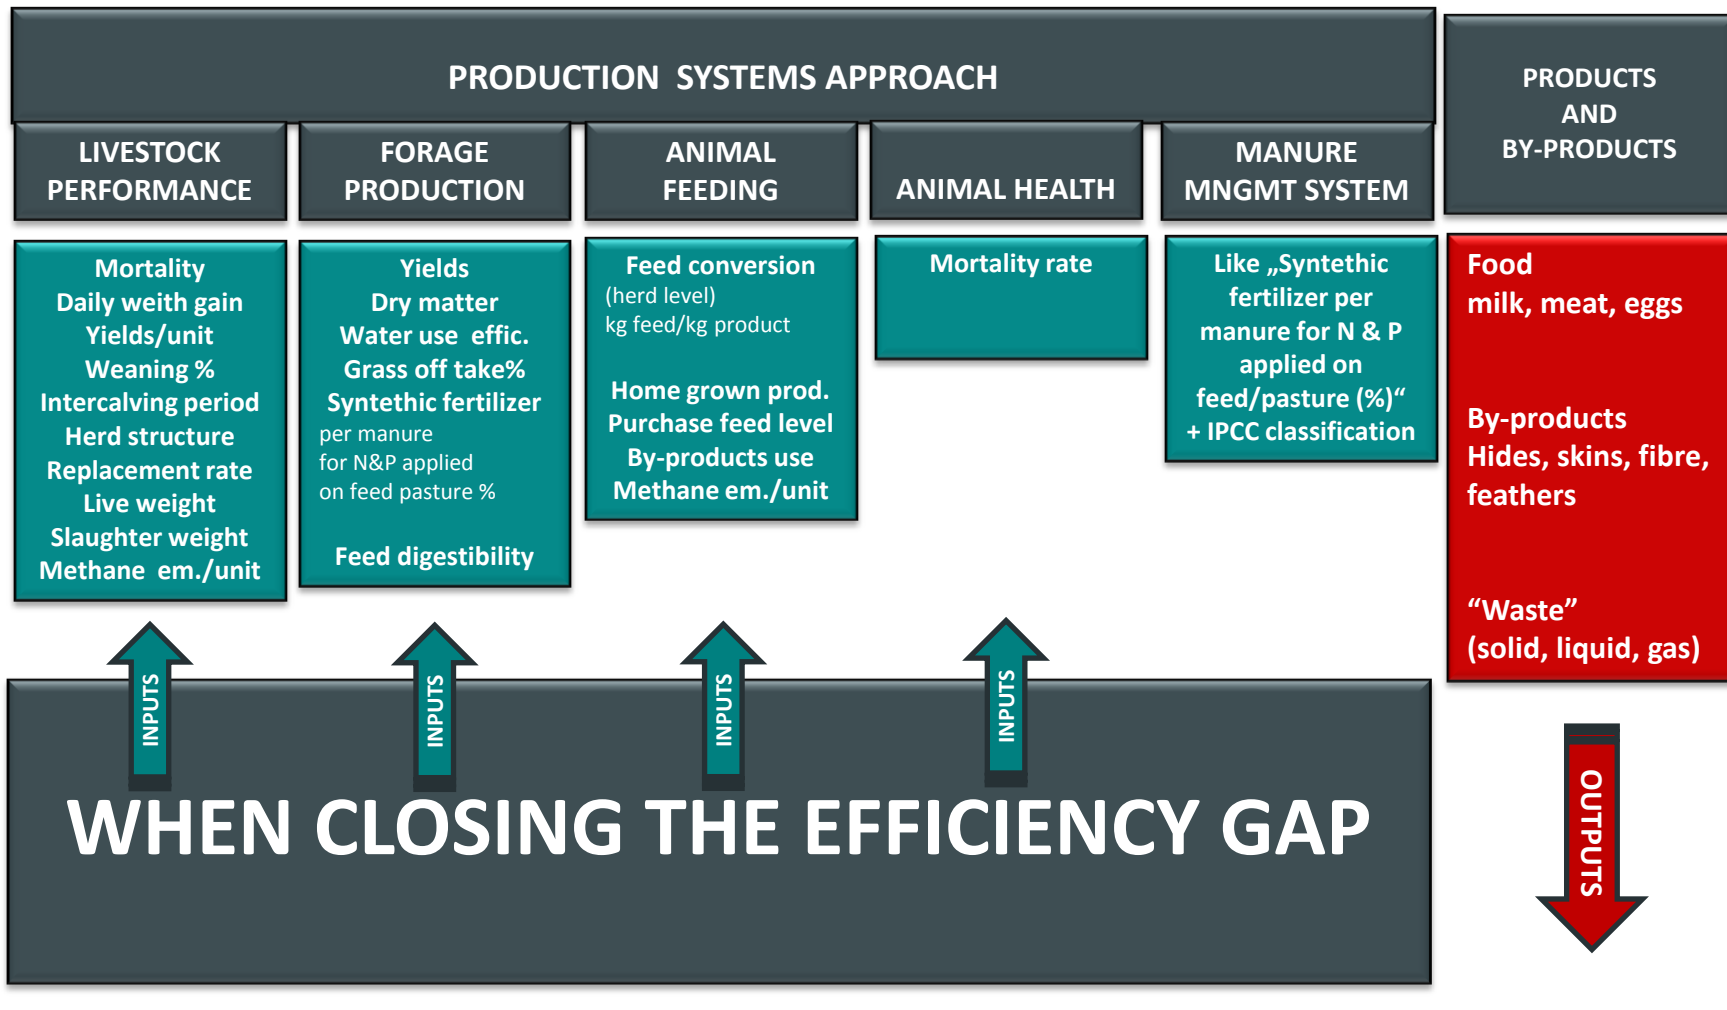 PRODUCTION SYSTEMS APPROACH
PRODUCTS
AND
BY-PRODUCTS
LIVESTOCK
PERFORMANCE
FORAGE
PRODUCTION
ANIMAL
FEEDING
ANIMAL HEALTH
MANURE
MNGMT SYSTEM
Mortality
Daily weith gain
Yields/unit
Weaning %
Intercalving period
Herd structure
Replacement rate
Live weight
Slaughter weight
Methane em./unit
Yields
Dry matter
Water use effic.
Grass off take%
Syntethic fertilizer
per manure
for N&P applied
on feed pasture %
Feed digestibility
Feed conversion
(herd level)
kg feed/kg product
Home grown prod.
Purchase feed level
By-products use
Methane em./unit
Mortality rate
Like „Syntethic
fertilizer per
manure for N & P
applied on
feed/pasture (%)“
+ IPCC classification
Food
milk, meat, eggs
By-products
Hides, skins, fibre,
feathers
“Waste”
(solid, liquid, gas)
INPUTS
INPUTS
INPUTS
INPUTS
WHEN CLOSING THE EFFICIENCY GAP
OUTPUTS